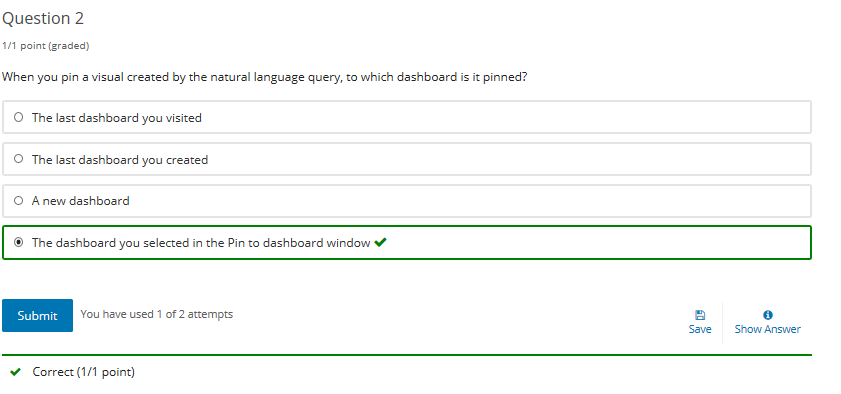 Question 2
1/1 point (graded)
When you pin a visual created by the natural language query, to which dashboard is it pinned?
The last dashboard you visited
The last dashboard you created
A new dashboard
The dashboard you selected in the Pin to dashboard window
Submit
You have used 1 of 2 attempts
Save
Show Answer
Correct (1/1 point)